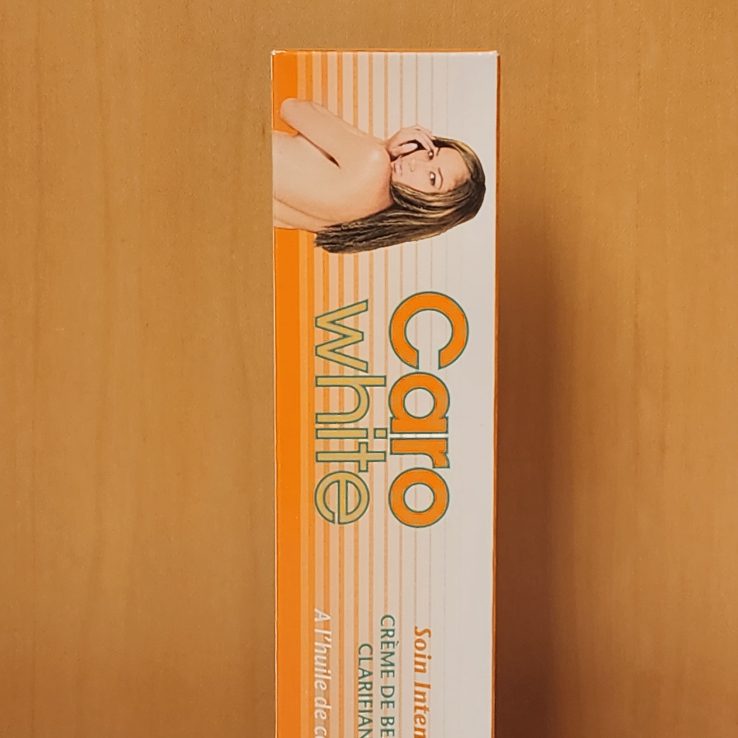 Caro
white
Soin Inten
CRÈME DE BE
CLARIFIAN
A l'huile de c